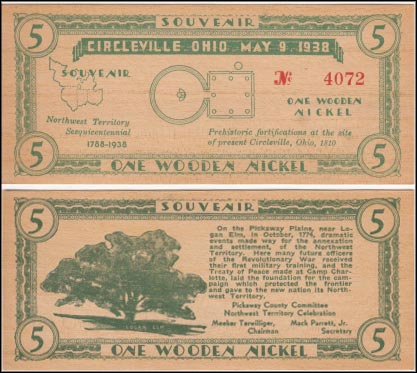 SOUVENIR
5
5
CIRCLEVILLE OHIO MAY 9 1938
SOUVENIR
№ 4072
ONE WOODEN
NICKEL
Northwest Territory
Sesquicentennial
1788-1938
Prehistoric fortifications at the site
of present Circleville, Ohio, 1810
5
5
ONE WOODEN NICKEL
SOUVENIR
5
5
On the Pickaway Plains, near Lo-
gan Elm, in October, 1774, dramatic
events made way for the annexation
and settlement, of the Northwest
Territory. Here many future officers
of the Revolutionary War received
their first military training, and the
Treaty of Peace made at Camp Char-
lotte, laid the foundation for the cam-
paign which protected the frontier
and gave to the new nation its North-
west Territory.
LOGAN ELM
Pickaway County Committee
Northwest Territory Celebration
Meeker Terwilliger, Mack Parrett, Jr.
Chairman Secretary
5
5
ONE WOODEN NICKEL